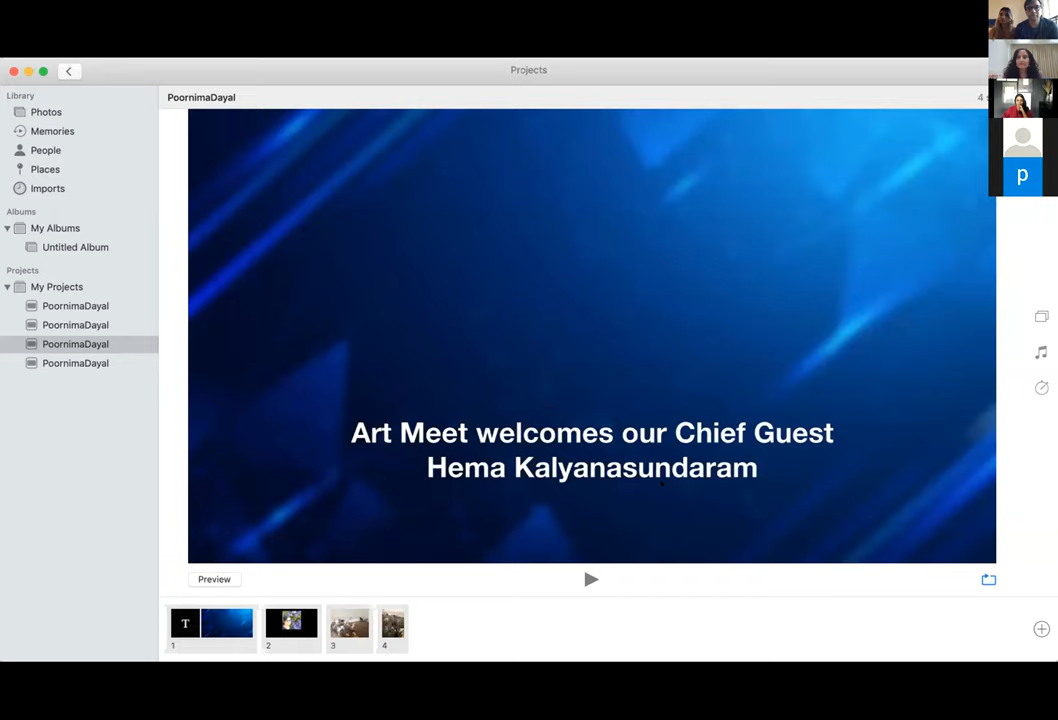 Projects
Library
Photos
Memories
People
Places
Imports
Albums
My Albums
Untitled Album
Projects
My Projects
PoornimaDayal
PoornimaDayal
PoornimaDayal
PoornimaDayal
PoornimaDayal
4
Art Meet welcomes our Chief Guest
Hema Kalyanasundaram
Preview
T
1
2
3
4
p